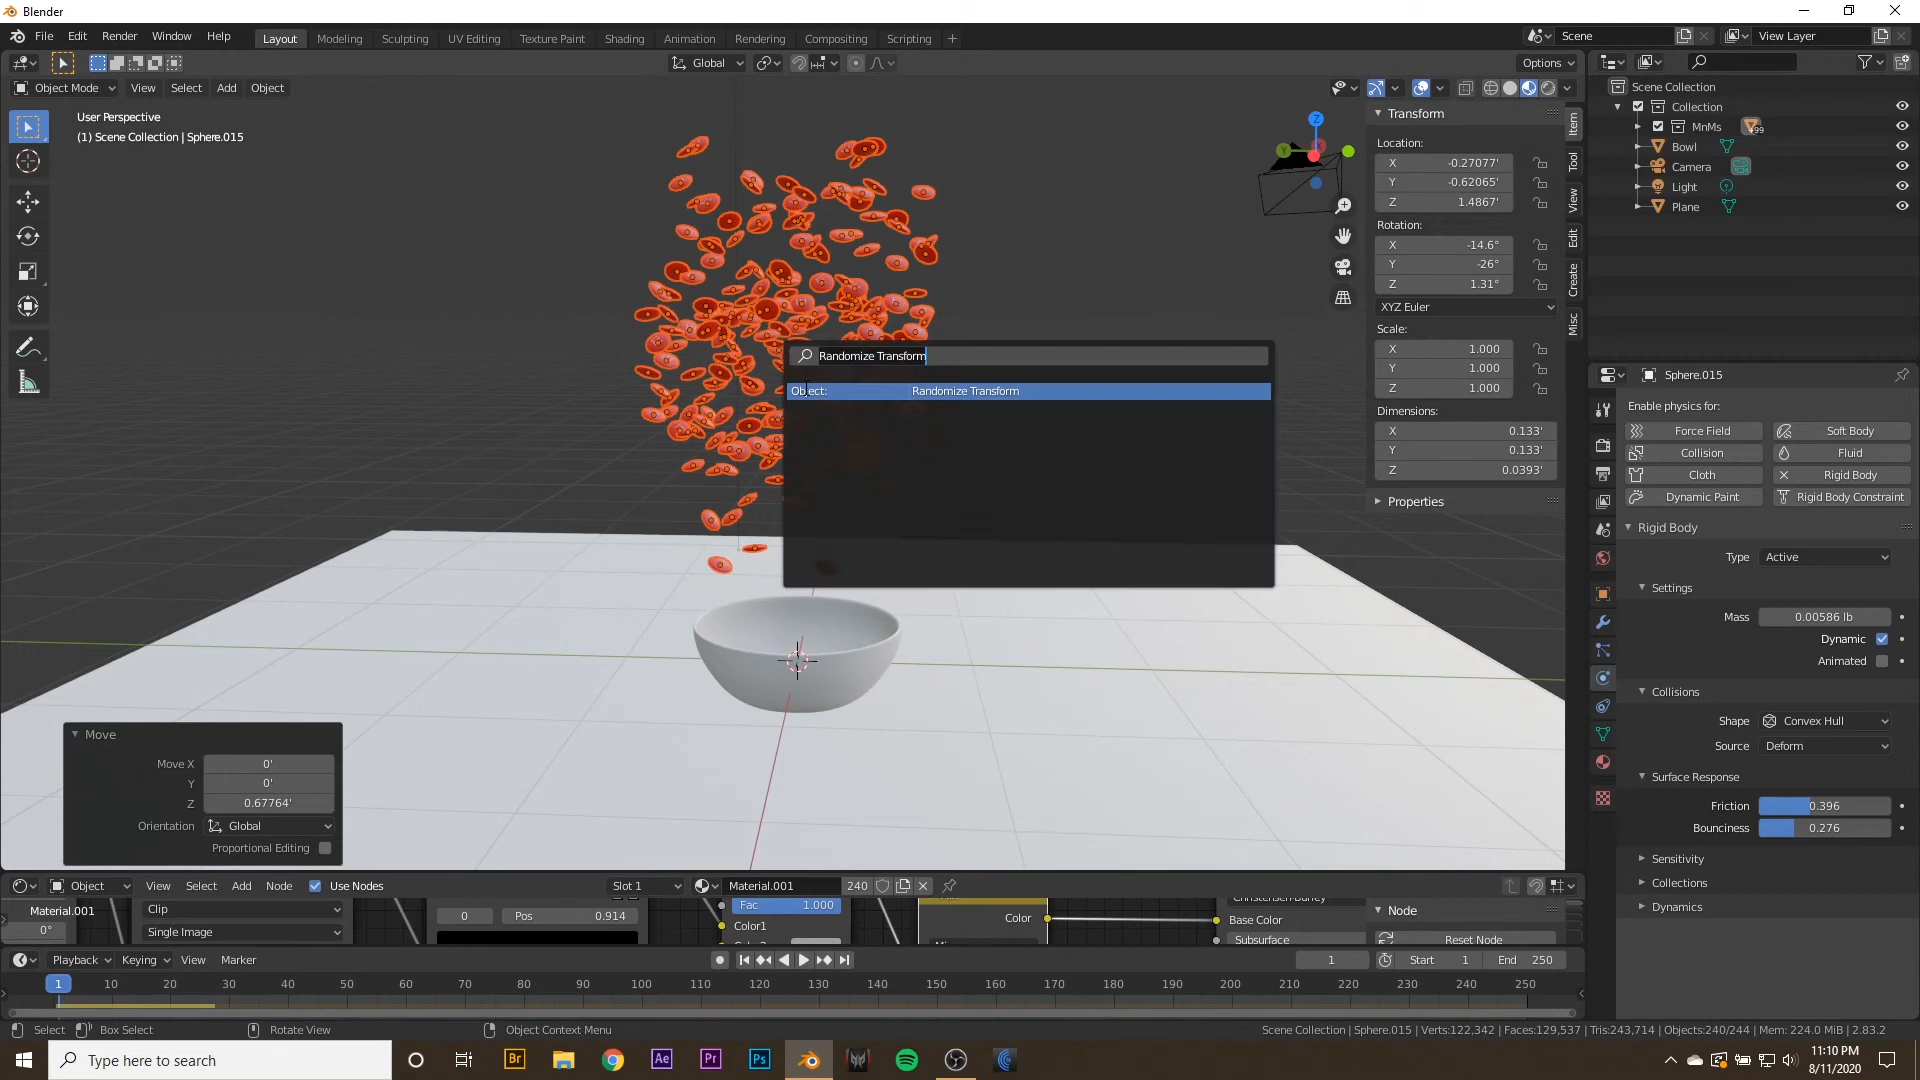 Blender
File Edit Render Window Help
Layout Modeling Sculpting UV Editing Texture Paint Shading Animation Rendering Compositing Scripting
Scene View Layer
Global Options
Object Mode View Select Add Object
User Perspective
(1) Scene Collection | Sphere.015
Z
Y
Transform
Location:
X -0.27077'
Y -0.62065'
Z 1.4867'
Rotation:
X -14.6°
Y -26°
Z 1.31°
XYZ Euler
Scale:
X 1.000
Y 1.000
Z 1.000
Dimensions:
X 0.133'
Y 0.133'
Z 0.0393'
Properties
Item
Tool
View
Edit
Create
Misc
Scene Collection
Collection
MnMs 99
Bowl
Camera
Light
Plane
Randomize Transform
Object: Randomize Transform
Sphere.015
Enable physics for:
Force Field Soft Body
Collision Fluid
Cloth Rigid Body
Dynamic Paint Rigid Body Constraint
Rigid Body
Type Active
Settings
Mass 0.00586 lb
Dynamic
Animated
Collisions
Shape Convex Hull
Source Deform
Surface Response
Friction 0.396
Bounciness 0.276
Sensitivity
Collections
Dynamics
Move
Move X 0'
Y 0'
Z 0.67764'
Orientation Global
Proportional Editing
Object View Select Add Node Use Nodes Slot 1 Material.001 240
Material.001
0°
Clip
Single Image
0 Pos 0.914
Fac 1.000
Color1
Color
Christensen-Burley
Base Color
Subsurface
Node
Reset Node
Playback Keying View Marker 1 Start 1 End 250
1 10 20 30 40 50 60 70 80 90 100 110 120 130 140 150 160 170 180 190 200 210 220 230 240 250
Select Box Select Rotate View Object Context Menu
Scene Collection | Sphere.015 | Verts:122,342 | Faces:129,537 | Tris:243,714 | Objects:240/244 | Mem: 224.0 MiB | 2.83.2
Type here to search
Br Ae Pr Ps
11:10 PM
8/11/2020